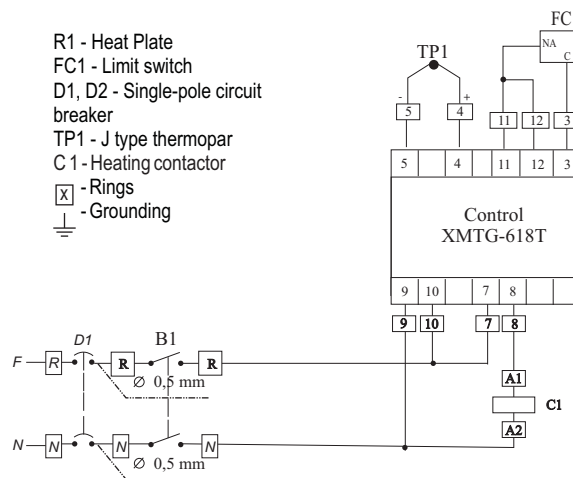 R1 - Heat Plate
FC1 - Limit switch
D1, D2 - Single-pole circuit
breaker
TP1 - J type thermopar
C 1 - Heating contactor
X - Rings
- Grounding
FC
NA
C
TP1
- +
5 4 11 12 3
5 4 11 12 3
Control
XMTG-618T
9 10 7 8
9 10 7 8
D1 B1
F R R R
Ø 0,5 mm
A1
C1
A2
N N N N
Ø 0,5 mm